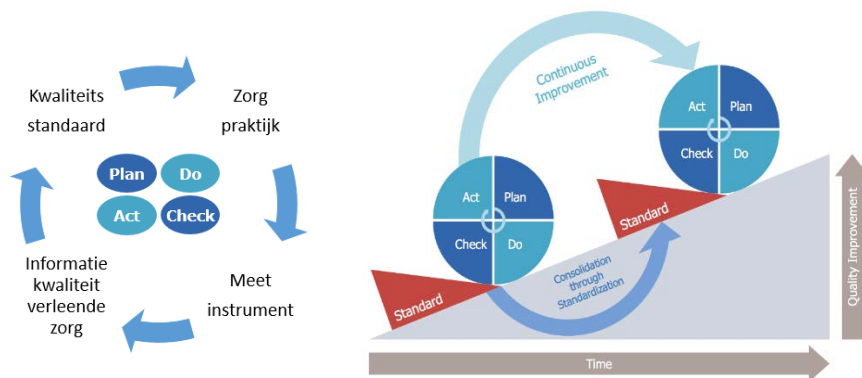 Kwaliteits
standaard
Zorg
praktijk
Plan
Do
Act
Check
Informatie
kwaliteit
verleende
zorg
Meet
instrument
Continuous
Improvement
Act
Plan
Check
Do
Standard
Act
Plan
Check
Do
Standard
Consolidation
through
Standardization
Quality Improvement
Time